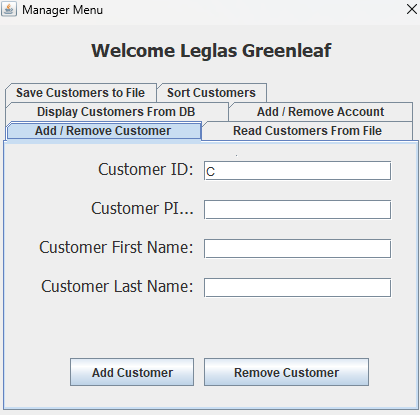 Manager Menu
Welcome Leglas Greenleaf
Save Customers to File Sort Customers
Display Customers From DB Add / Remove Account
Add / Remove Customer Read Customers From File
Customer ID: C
Customer PI...
Customer First Name:
Customer Last Name:
Add Customer Remove Customer